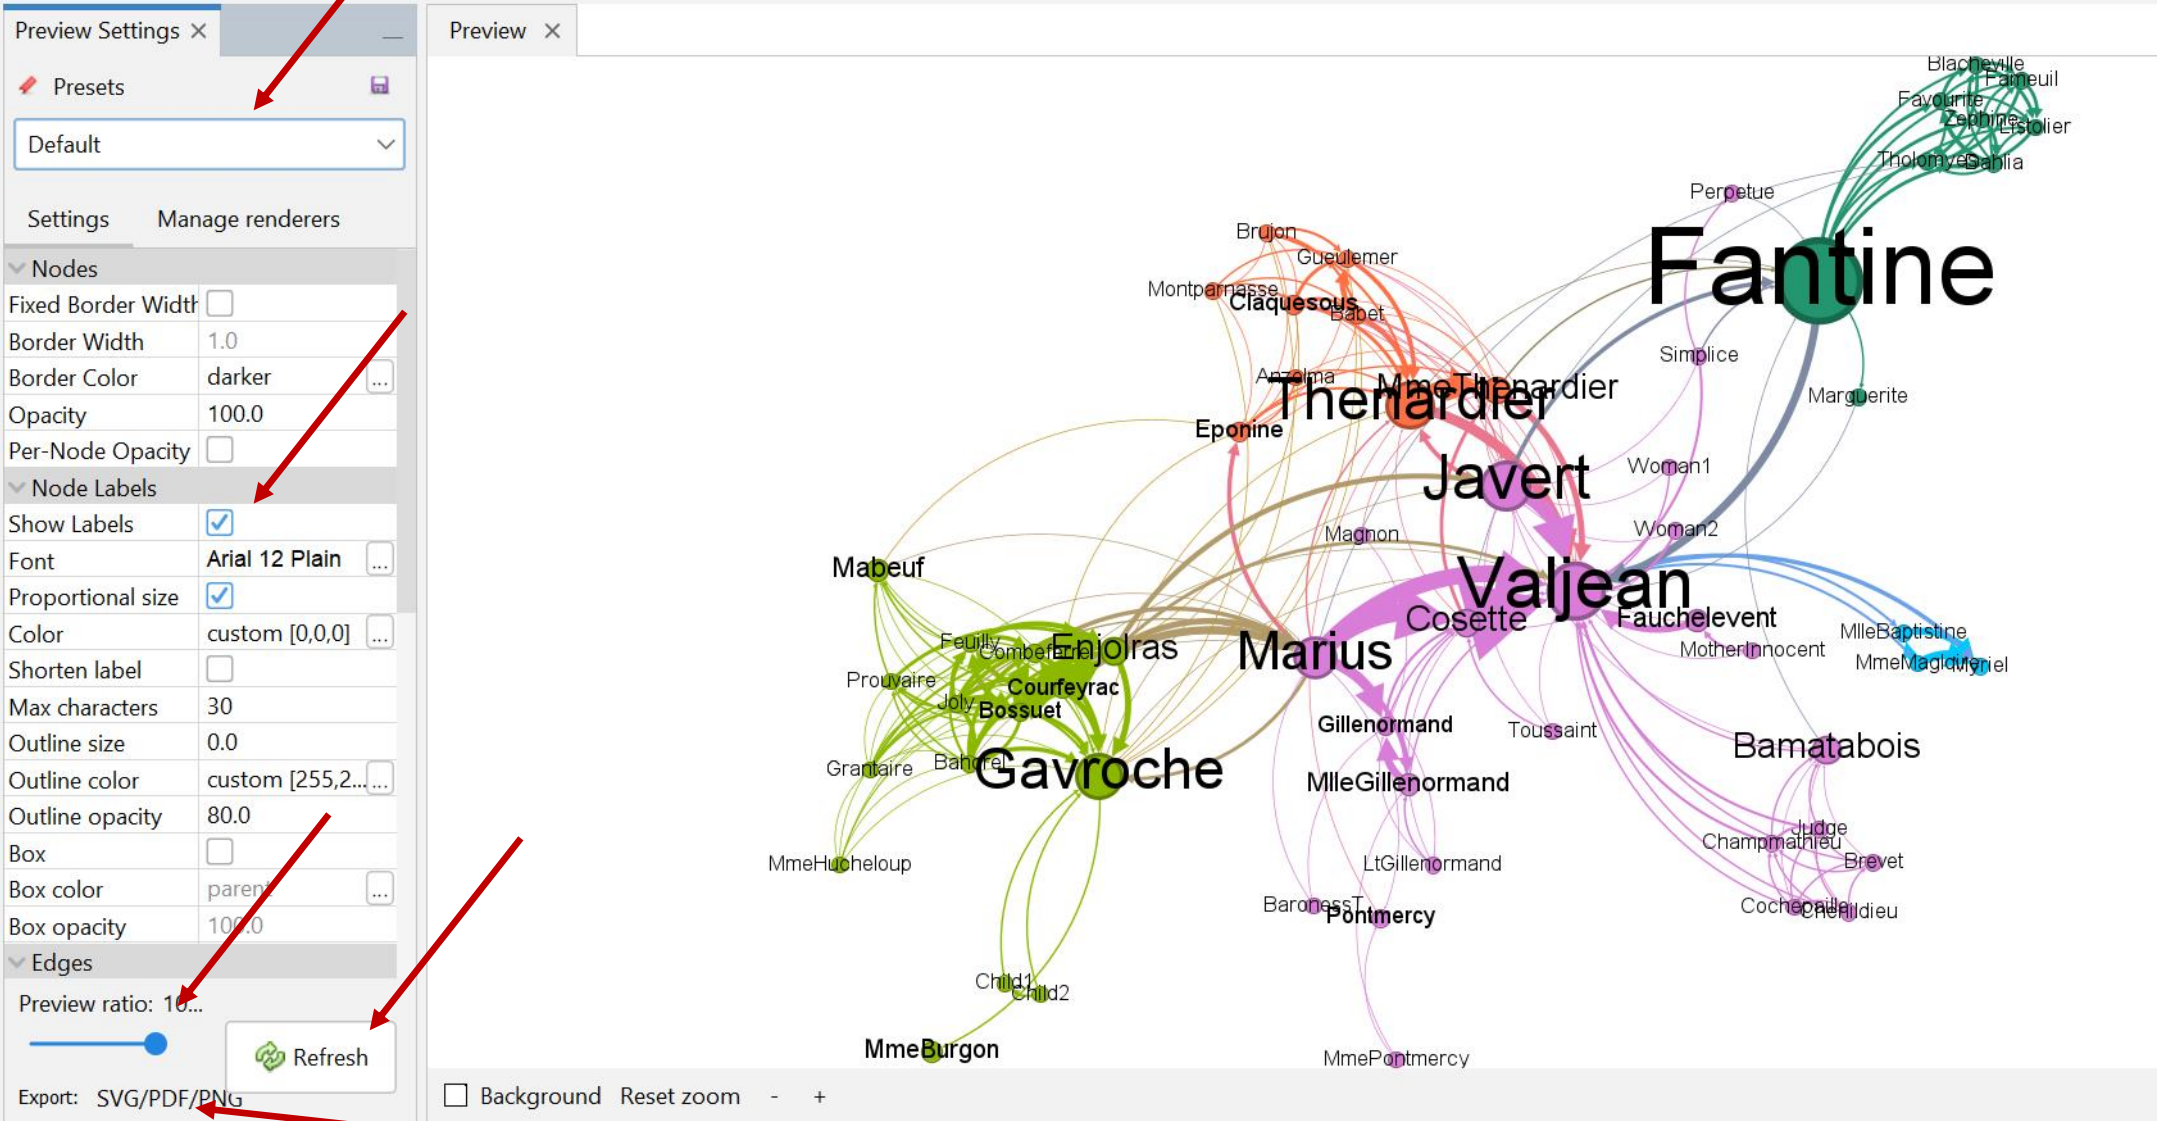 Preview Settings
Presets
Default
Settings Manage renderers
Nodes
Fixed Border Width
Border Width 1.0
Border Color darker ...
Opacity 100.0
Per-Node Opacity
Node Labels
Show Labels
Font Arial 12 Plain ...
Proportional size
Color custom [0,0,0] ...
Shorten label
Max characters 30
Outline size 0.0
Outline color custom [255,2... ...
Outline opacity 80.0
Box
Box color parent ...
Box opacity 100.0
Edges
Preview ratio: 10...
Refresh
Export: SVG/PDF/PNG
Preview
Blacheville
Fameuil
Favourite
Zephine
Listolier
Tholomyes
Dahlia
Perpetue
Fantine
Brujon
Gueulemer
Montparnasse
Claquesous
Babet
Simplice
Marguerite
Anzelma
MmeThenardier
Thenardier
Eponine
Javert
Woman1
Magnon
Woman2
Mabeuf
Valjean
Cosette
Fauchelevent
MlleBaptistine
MotherInnocent
MmeMagloire
Myriel
Feuilly
Combeferre
Enjolras
Marius
Prouvaire
Courfeyrac
Joly
Bossuet
Gillenormand
Toussaint
Bamatabois
Grantaire
Bahorel
Gavroche
MlleGillenormand
Judge
Champmathieu
Brevet
MmeHucheloup
LtGillenormand
BaronessT
Pontmercy
Cochepaille
Chenildieu
Child1
Child2
MmeBurgon
MmePontmercy
Background Reset zoom - +